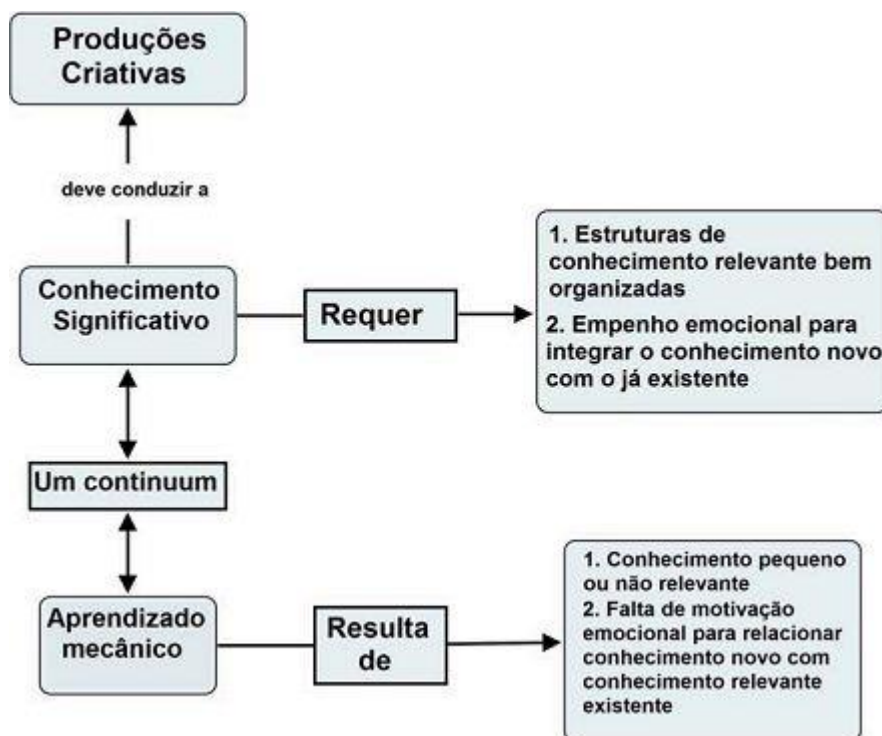 Produções
Criativas
deve conduzir a
Conhecimento
Significativo
Requer
1. Estruturas de
conhecimento relevante bem
organizadas
2. Empenho emocional para
integrar o conhecimento novo
com o já existente
Um continuum
Aprendizado
mecânico
Resulta
de
1. Conhecimento pequeno
ou não relevante
2. Falta de motivação
emocional para relacionar
conhecimento novo com
conhecimento relevante
existente